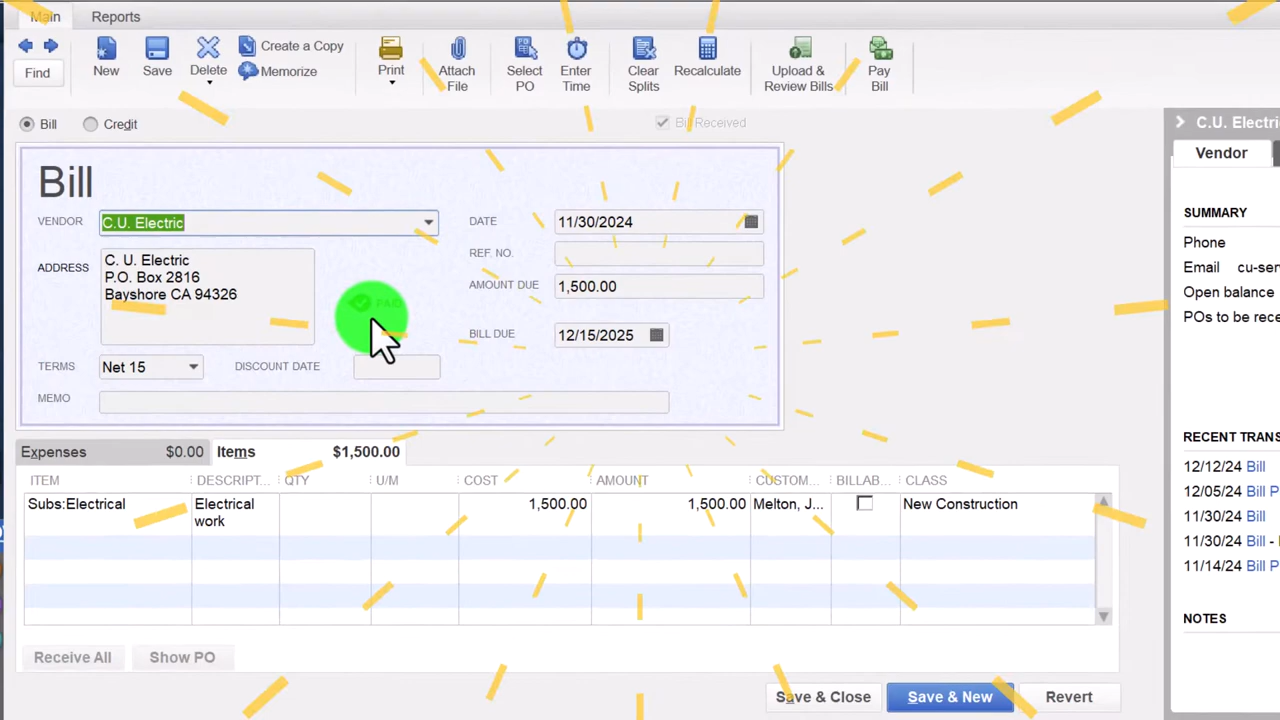 Main Reports
Find
New
Save
Delete
Create a Copy
Memorize
Print
Attach File
Select PO
Enter Time
Clear Splits
Recalculate
Upload & Review Bills
Pay Bill
Bill Credit Bill Received
Bill
VENDOR C.U. Electric
ADDRESS
C. U. Electric
P.O. Box 2816
Bayshore CA 94326
PAID
TERMS Net 15 DISCOUNT DATE
MEMO
DATE 11/30/2024
REF. NO.
AMOUNT DUE 1,500.00
BILL DUE 12/15/2025
Expenses $0.00 Items $1,500.00
ITEM DESCRIPT... QTY U/M COST AMOUNT CUSTOM... BILLAB... CLASS
Subs:Electrical Electrical work 1,500.00 1,500.00 Melton, J... New Construction
Receive All Show PO
Save & Close Save & New Revert
C.U. Electri
Vendor
SUMMARY
Phone
Email cu-ser
Open balance
POs to be rece
RECENT TRANS
12/12/24 Bill
12/05/24 Bill P
11/30/24 Bill
11/30/24 Bill -
11/14/24 Bill P
NOTES